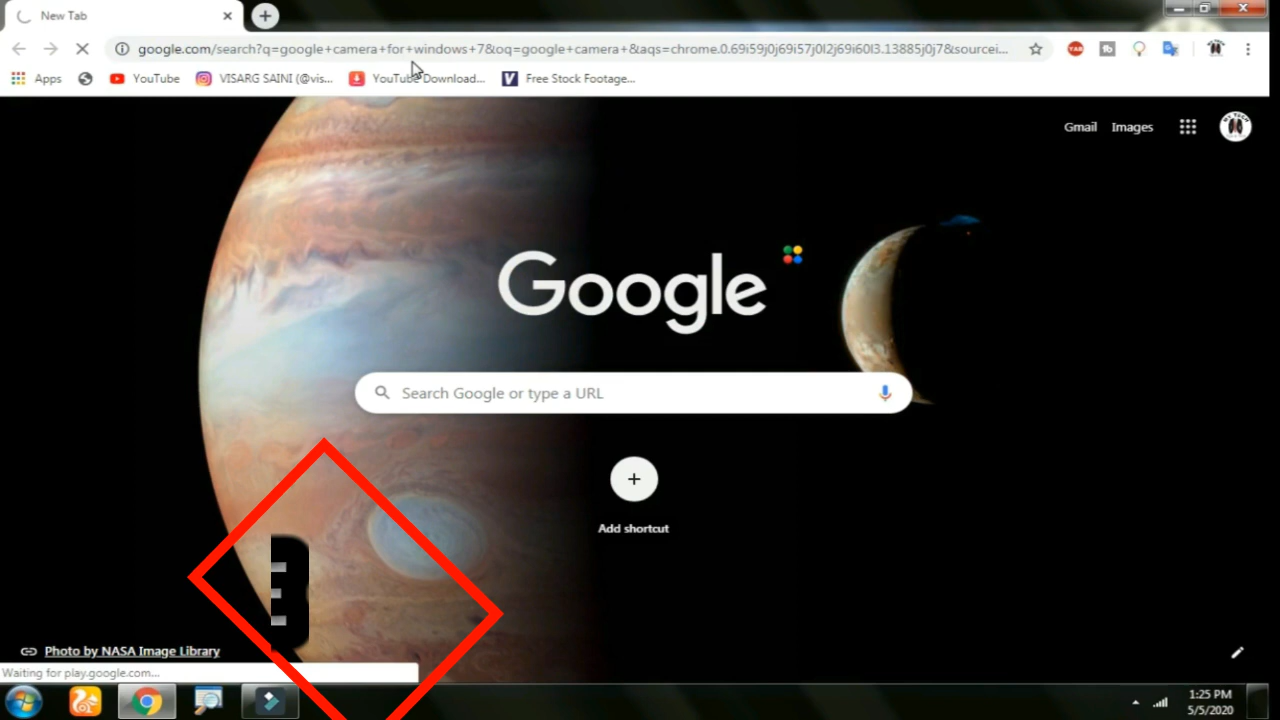 New Tab
google.com/search?q=google+camera+for+windows+7&oq=google+camera+&aqs=chrome.0.69i59j0j69i57j0l2j69i60l3.13885j0j7&sourcei...
Apps YouTube VISARG SAINI (@vis... YouTube Download... Free Stock Footage...
Gmail Images
Google
Search Google or type a URL
Add shortcut
Photo by NASA Image Library
Waiting for play.google.com...
1:25 PM
5/5/2020